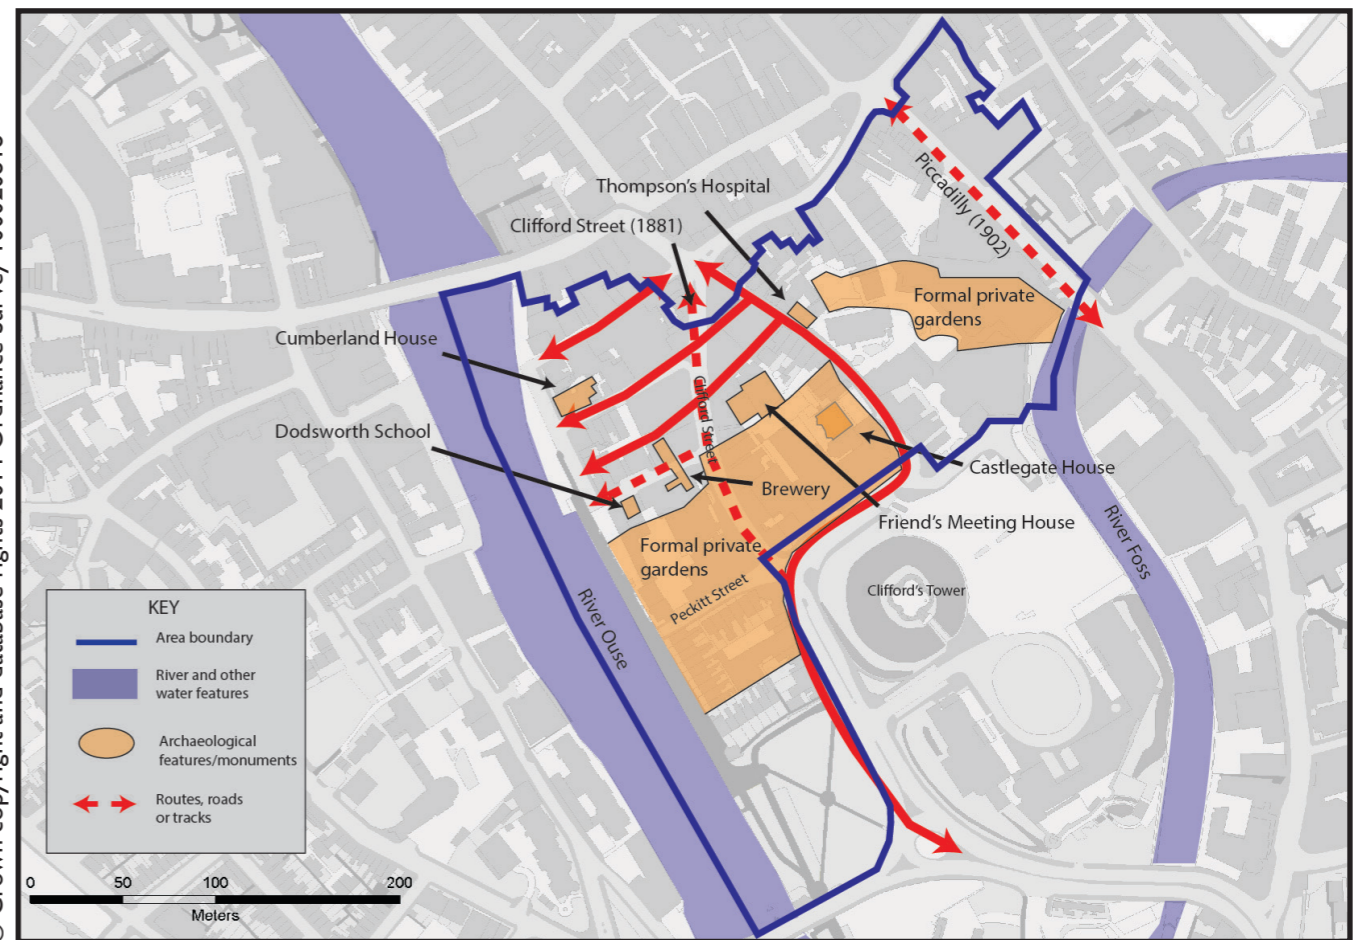 Thompson's Hospital
Clifford Street (1881)
Piccadilly (1902)
Formal private
gardens
Cumberland House
Dodsworth School
Clifford Street
Castlegate House
Brewery
Friend's Meeting House
Formal private
gardens
Peckitt Street
Clifford's Tower
River Foss
River Ouse
KEY
Area boundary
River and other
water features
Archaeological
features/monuments
Routes, roads
or tracks
0 50 100 200
Meters